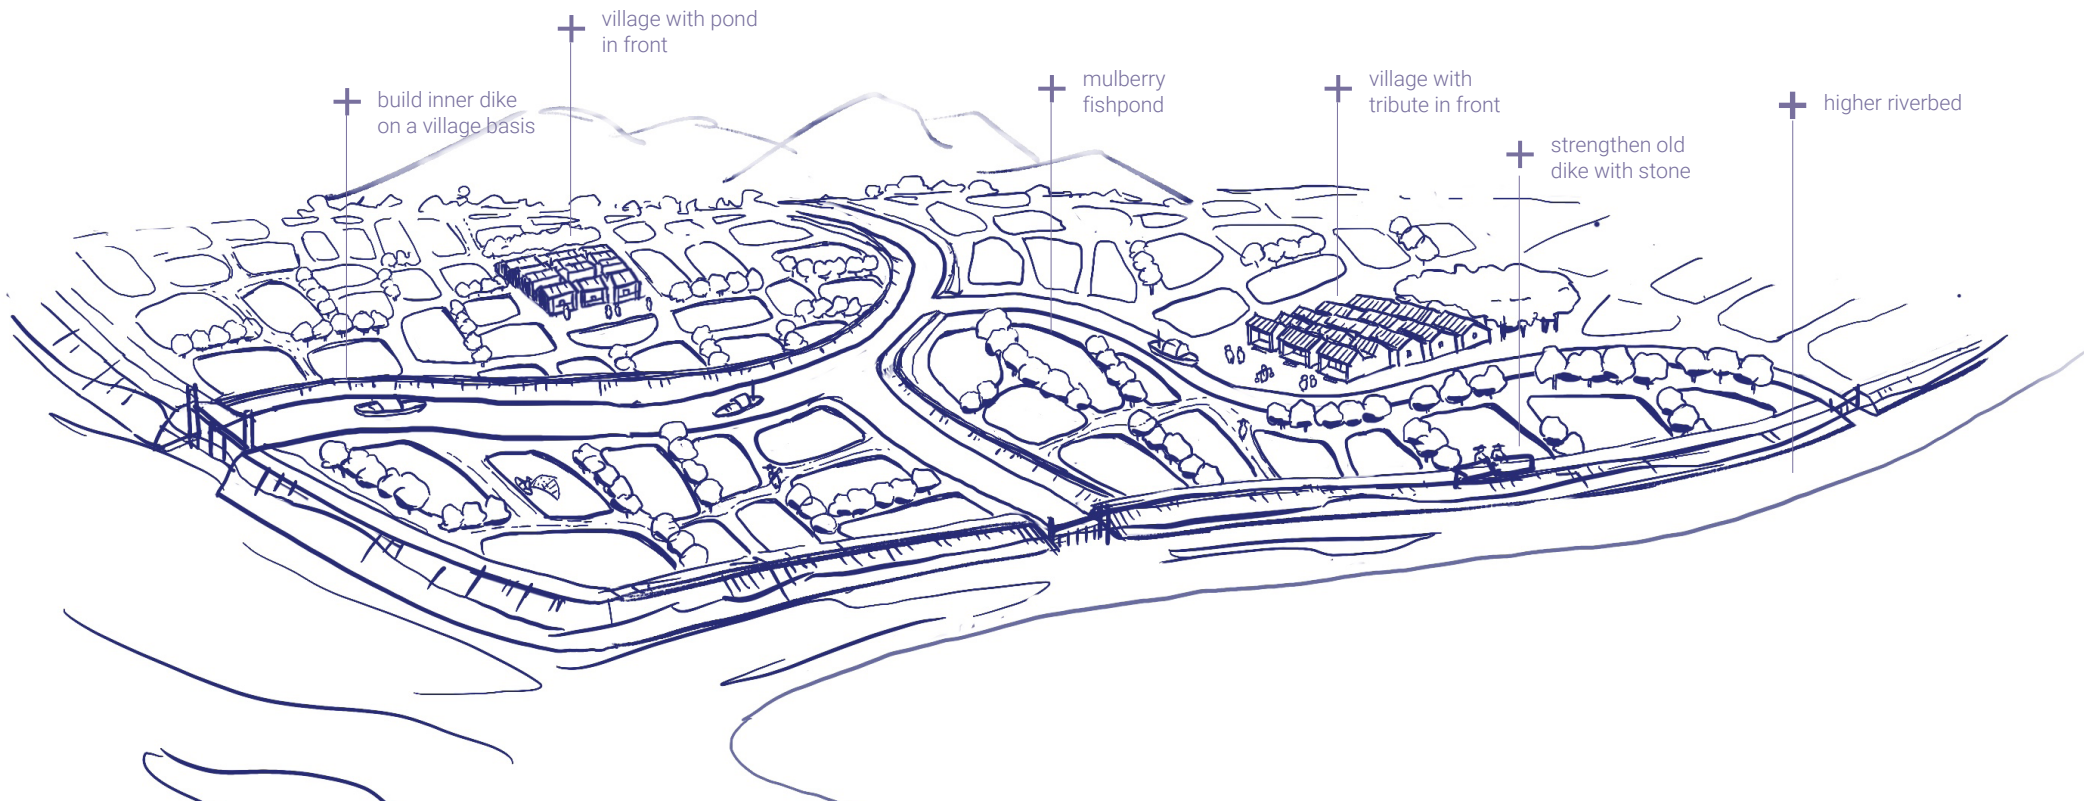 village with pond
in front
build inner dike
on a village basis
mulberry
fishpond
village with
tribute in front
strengthen old
dike with stone
higher riverbed